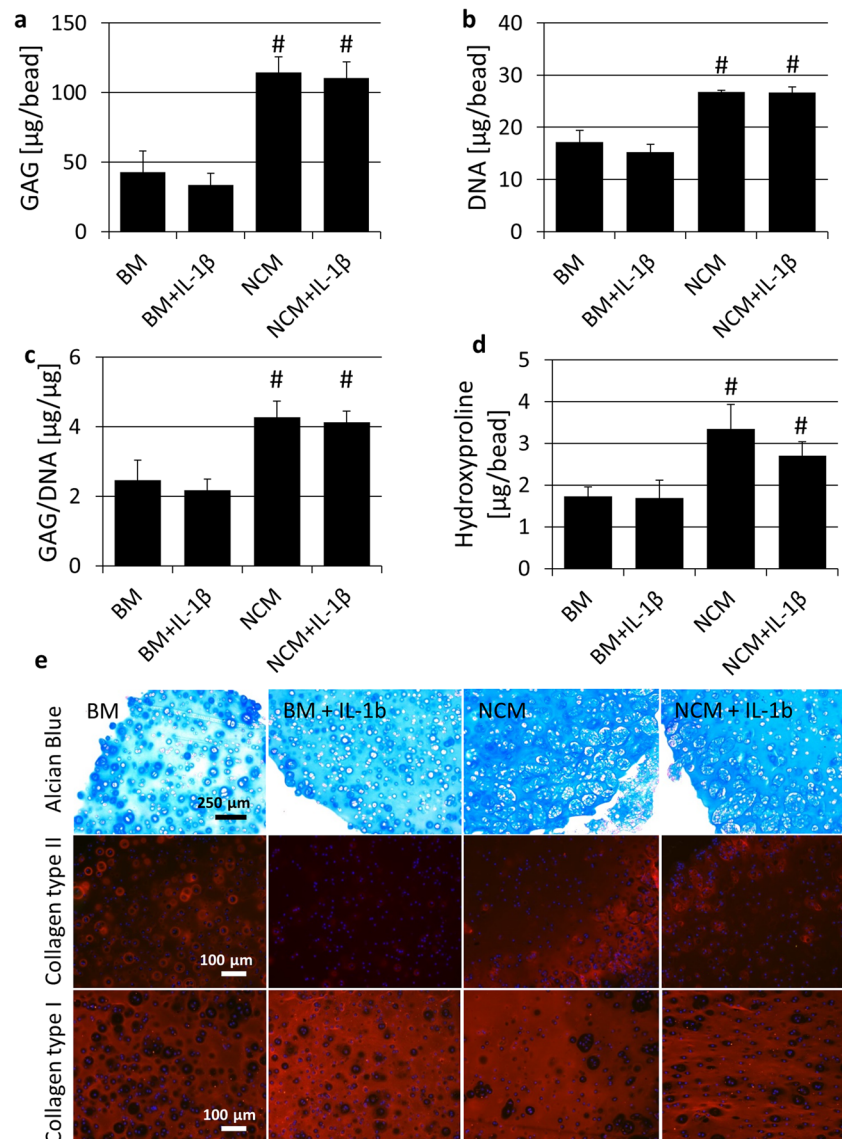 a
GAG [µg/bead]
150
100
50
0
# #
BM
BM+IL-1β
NCM
NCM+IL-1β
b
DNA [µg/bead]
40
30
20
10
0
# #
BM
BM+IL-1β
NCM
NCM+IL-1β
c
GAG/DNA [µg/µg]
6
4
2
0
# #
BM
BM+IL-1β
NCM
NCM+IL-1β
d
Hydroxyproline
[µg/bead]
5
4
3
2
1
0
#
#
BM
BM+IL-1β
NCM
NCM+IL-1β
e
Alcian Blue
BM
BM + IL-1b
NCM
NCM + IL-1b
250 µm
Collagen type II
100 µm
Collagen type I
100 µm